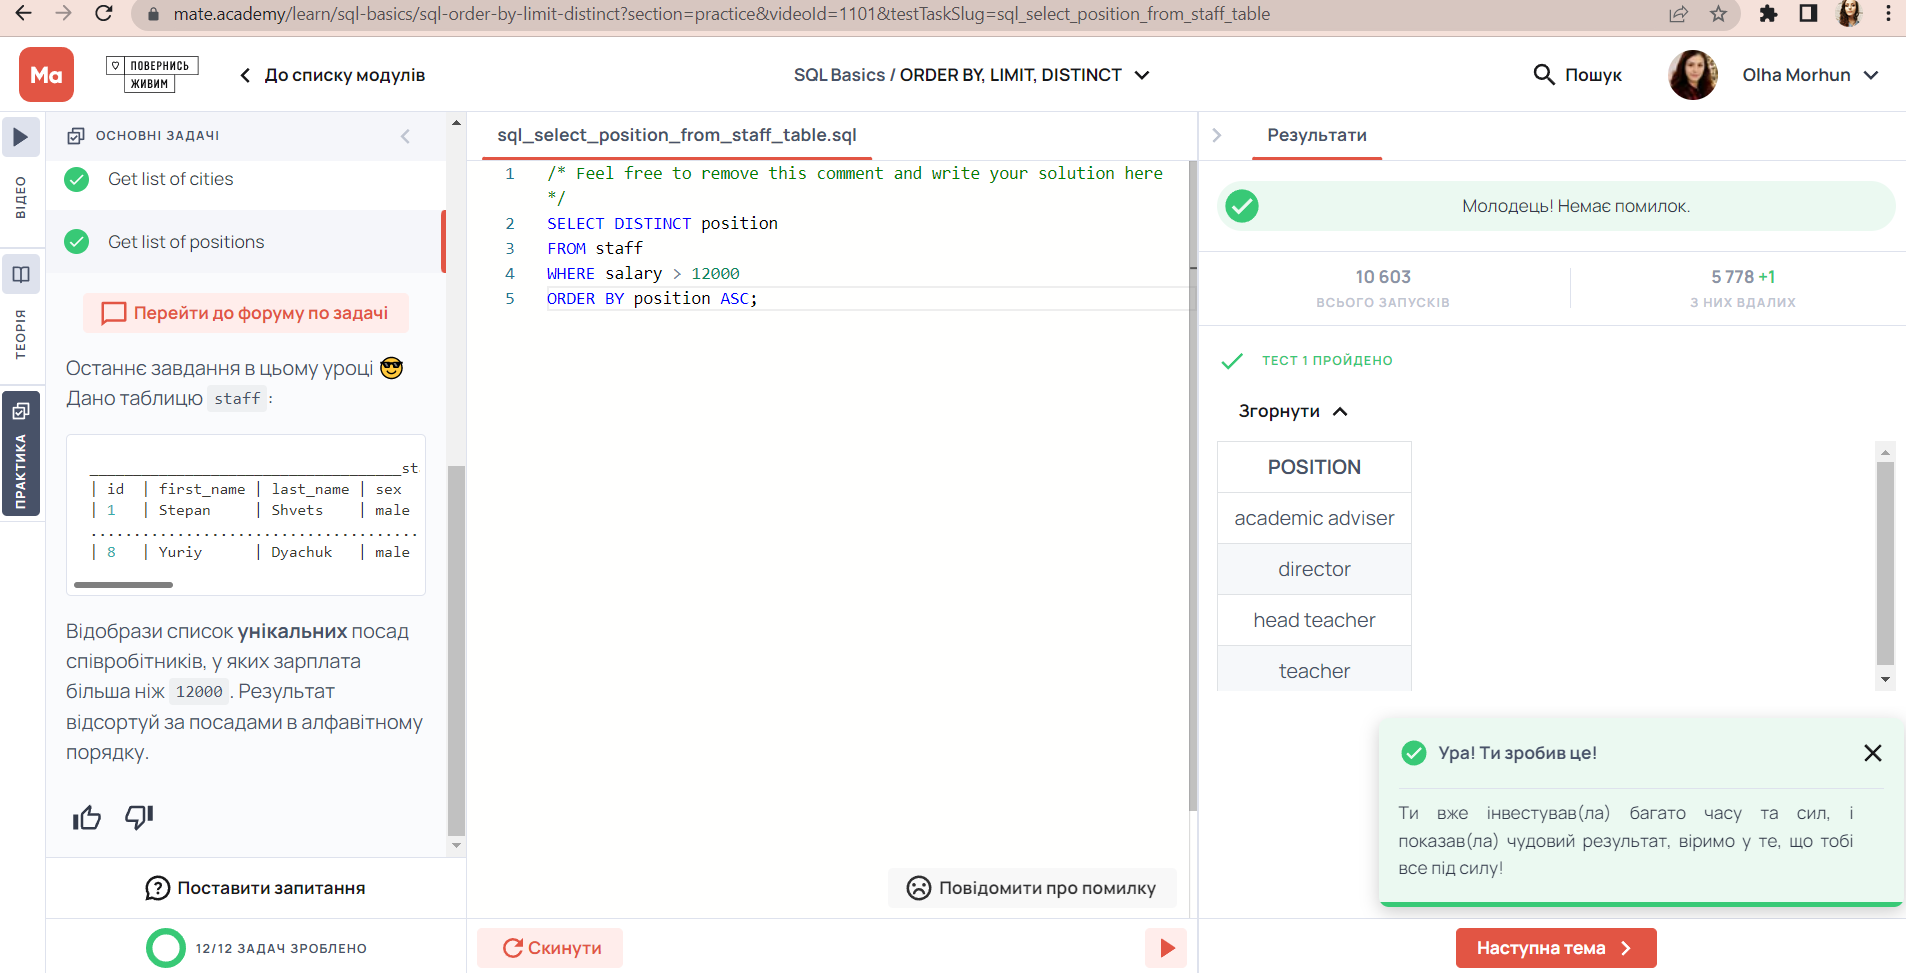 mate.academy/learn/sql-basics/sql-order-by-limit-distinct?section=practice&videoId=1101&testTaskSlug=sql_select_position_from_staff_table
Ma
ПОВЕРНИСЬ
ЖИВИМ
До списку модулів
SQL Basics / ORDER BY, LIMIT, DISTINCT
Пошук
Olha Morhun
ВІДЕО
ТЕОРІЯ
ПРАКТИКА
ОСНОВНІ ЗАДАЧІ
Get list of cities
Get list of positions
Перейти до форуму по задачі
Останнє завдання в цьому уроці 😎
Дано таблицю staff:
____________________________________st
| id | first_name | last_name | sex
| 1 | Stepan | Shvets | male
......................................
| 8 | Yuriy | Dyachuk | male
Відобрази список унікальних посад
співробітників, у яких зарплата
більша ніж 12000. Результат
відсортуй за посадами в алфавітному
порядку.
Поставити запитання
12/12 ЗАДАЧ ЗРОБЛЕНО
sql_select_position_from_staff_table.sql
1 /* Feel free to remove this comment and write your solution here
*/
2 SELECT DISTINCT position
3 FROM staff
4 WHERE salary > 12000
5 ORDER BY position ASC;
Повідомити про помилку
Скинути
Результати
Молодець! Немає помилок.
10 603
ВСЬОГО ЗАПУСКІВ
5 778 +1
З НИХ ВДАЛИХ
ТЕСТ 1 ПРОЙДЕНО
Згорнути
POSITION
academic adviser
director
head teacher
teacher
Ура! Ти зробив це!
Ти вже інвестував(ла) багато часу та сил, і
показав(ла) чудовий результат, віримо у те, що тобі
все під силу!
Наступна тема